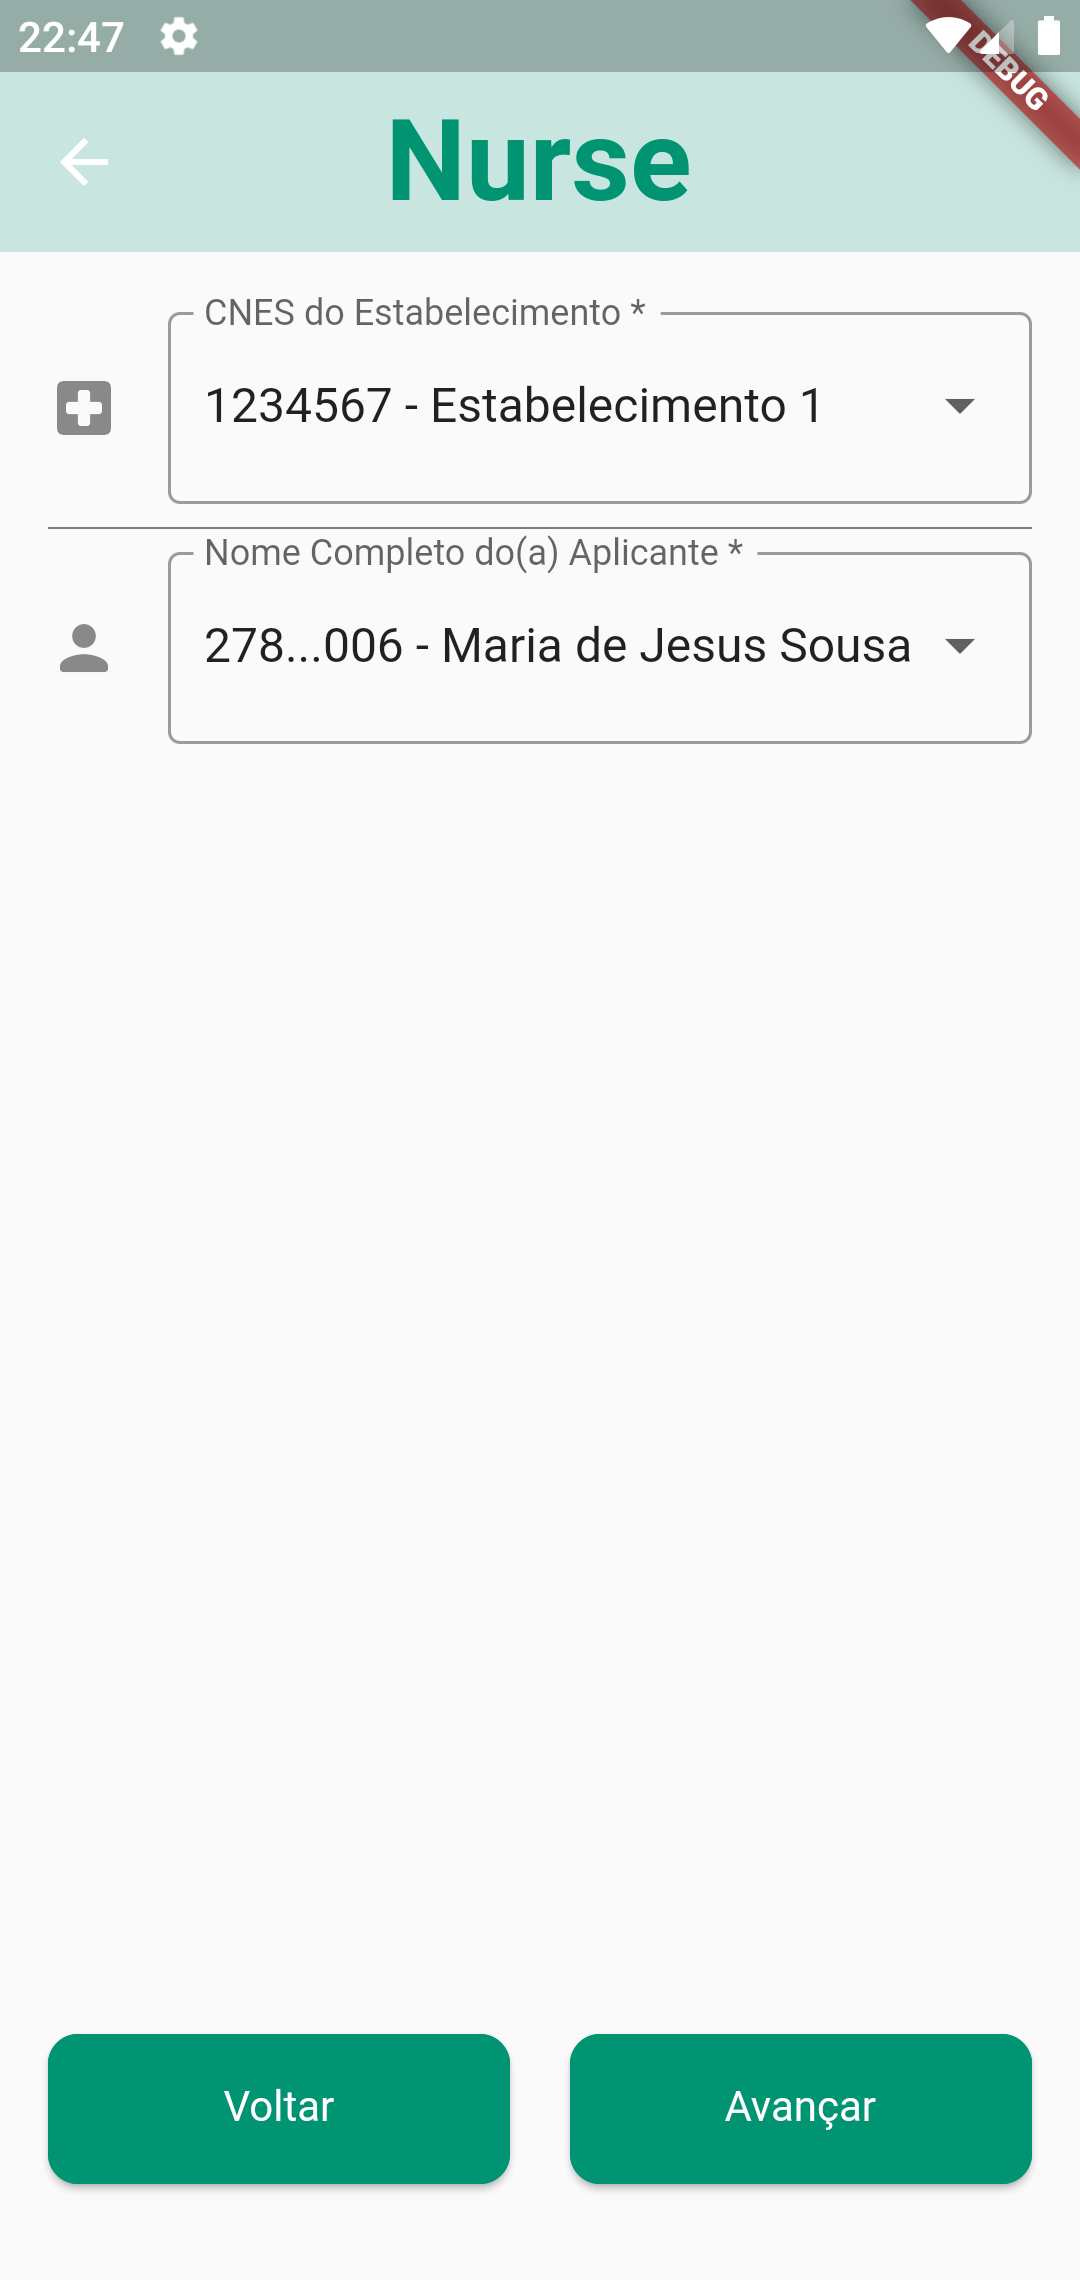 22:47
DEBUG
Nurse
CNES do Estabelecimento *
1234567 - Estabelecimento 1
Nome Completo do(a) Aplicante *
278...006 - Maria de Jesus Sousa
Voltar
Avançar